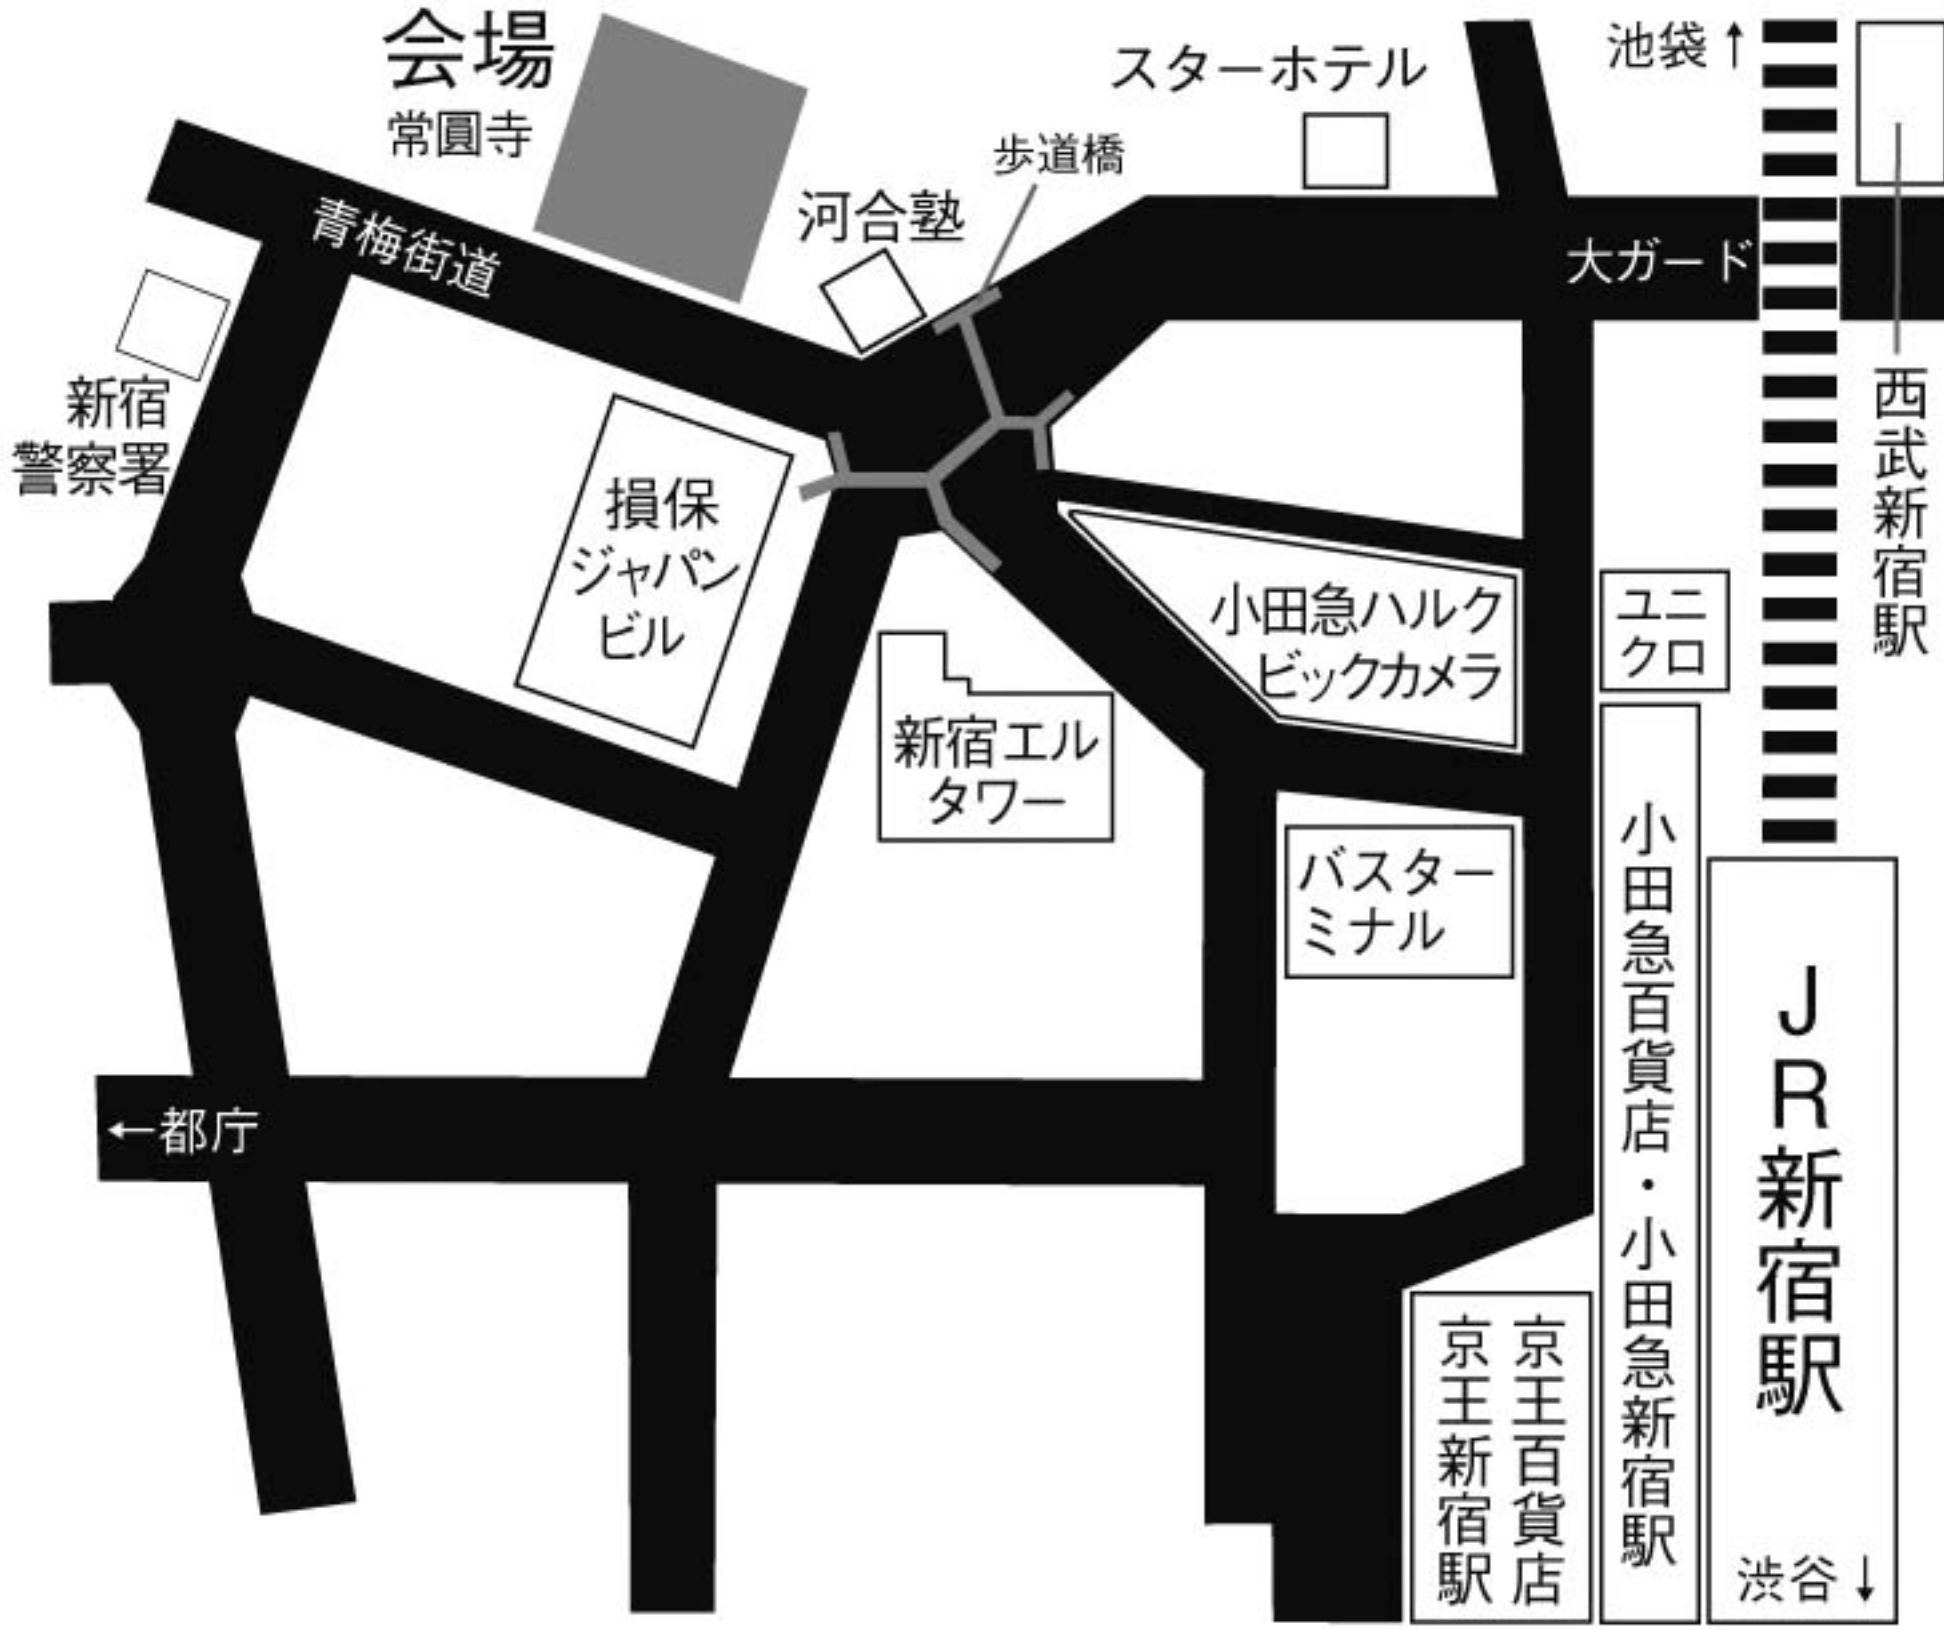 会場
常圓寺
スターホテル
池袋↑
歩道橋
河合塾
青梅街道
大ガード
新宿
警察署
西武新宿駅
損保
ジャパン
ビル
小田急ハルク
ビックカメラ
ユニ
クロ
新宿エル
タワー
バスター
ミナル
小田急百貨店・小田急新宿駅
JR新宿駅
←都庁
京王百貨店
京王新宿駅
渋谷↓